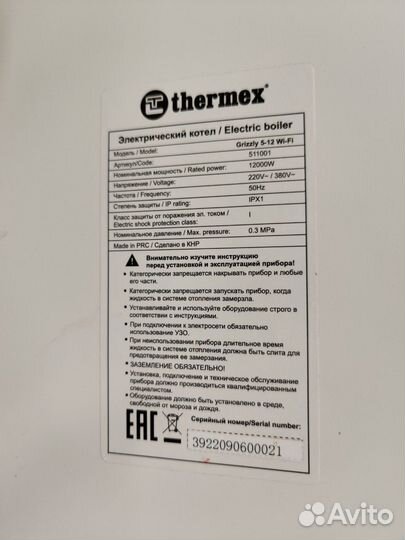 thermex®
Электрический котел / Electric boiler
Модель / Model: Grizzly 5-12 Wi-Fi
Артикул/Code: 511001
Номинальная мощность / Rated power: 12000W
Напряжение / Voltage: 220V~ / 380V~
Частота / Frequency: 50Hz
Степень защиты / IP rating: IPX1
Класс защиты от поражения эл. током /
Electric shock protection class: I
Номинальное давление / Max. pressure: 0.3 MPa
Made in PRC / Сделано в КНР
Внимательно изучите инструкцию
перед установкой и эксплуатацией прибора!
• Категорически запрещается накрывать прибор и любые
его части.
• Категорически запрещается запускать прибор, когда
жидкость в системе отопления замерзла.
• Устанавливайте и используйте оборудование строго в
соответствии с инструкциями.
• При подключении к электросети обязательно
использование УЗО.
• При неиспользовании прибора длительное время
жидкость в системе отопления должна быть слита для
предотвращения ее замерзания.
• ЗАЗЕМЛЕНИЕ ОБЯЗАТЕЛЬНО!
• Установка, подключение и техническое обслуживание
прибора должно производиться квалифицированным
специалистом.
• Оборудование должно быть установлено в среде,
свободной от мороза и дождя.
EAC
Серийный номер/Serial number:
3922090600021
Avito